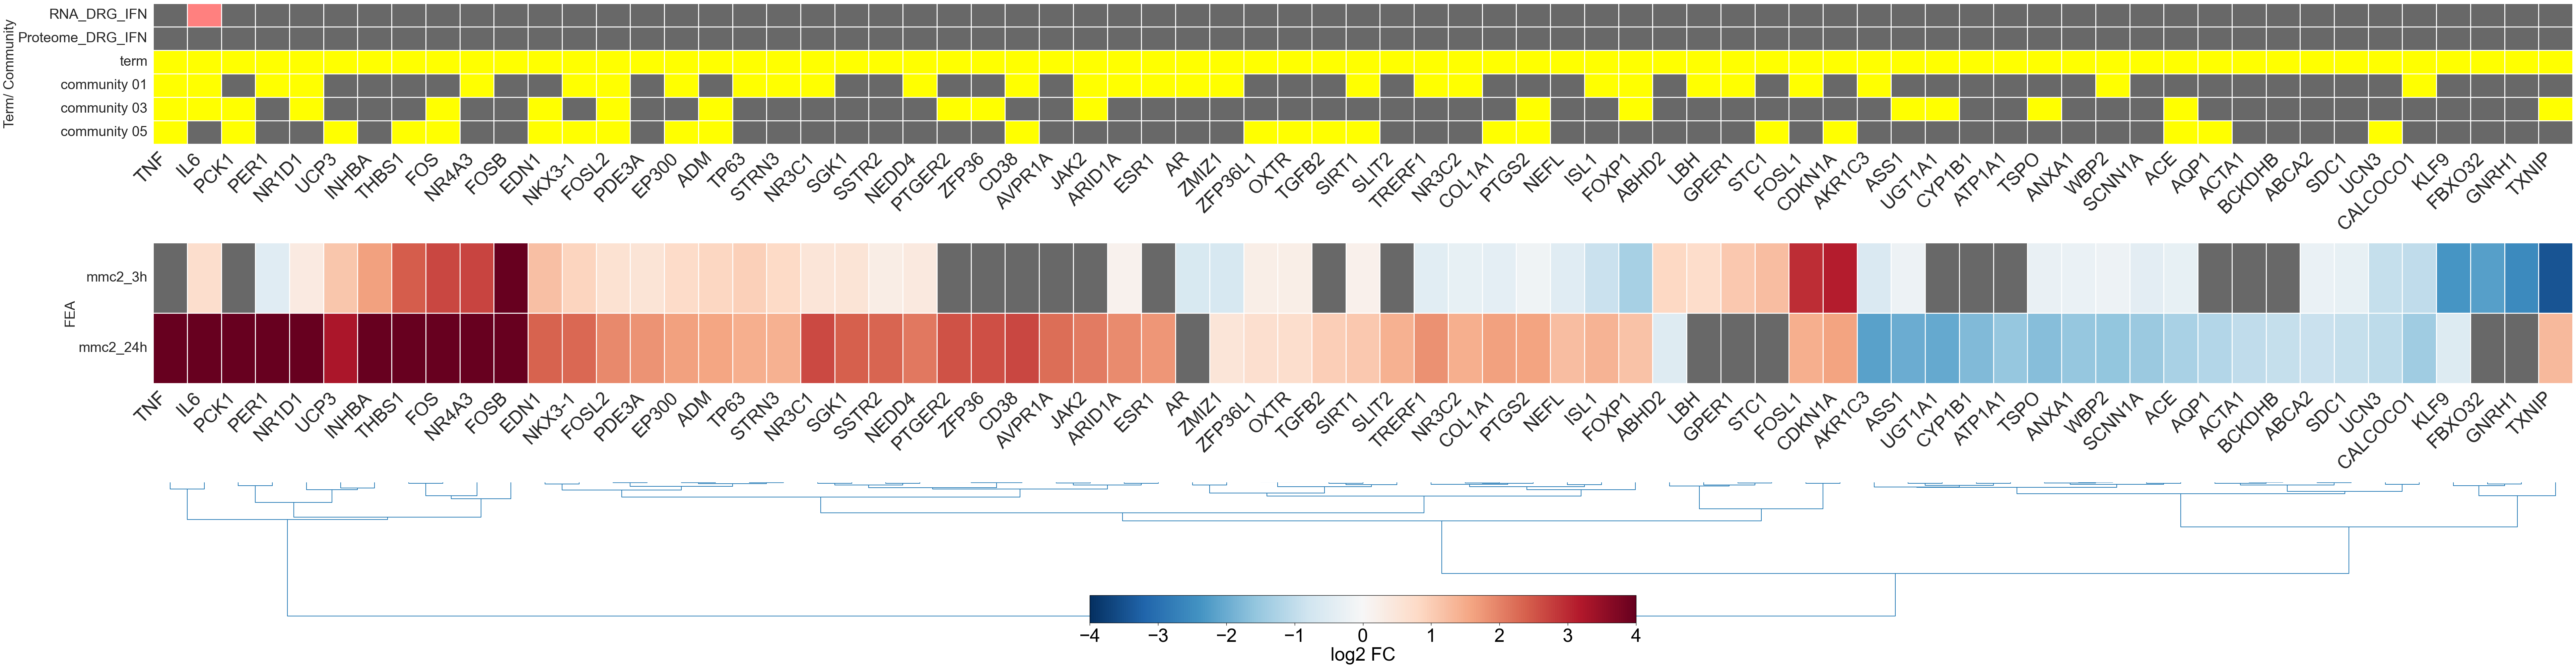 Term/ Community
RNA_DRG_IFN
Proteome_DRG_IFN
term
community 01
community 03
community 05
TNF IL6 PCK1 PER1 NR1D1 UCP3 INHBA THBS1 FOS NR4A3 FOSB EDN1 NKX3-1 FOSL2 PDE3A EP300 ADM TP63 STRN3 NR3C1 SGK1 SSTR2 NEDD4 PTGER2 ZFP36 CD38 AVPR1A JAK2 ARID1A ESR1 AR ZMIZ1 ZFP36L1 OXTR TGFB2 SIRT1 SLIT2 TRERF1 NR3C2 COL1A1 PTGS2 NEFL ISL1 FOXP1 ABHD2 LBH GPER1 STC1 FOSL1 CDKN1A AKR1C3 ASS1 UGT1A1 CYP1B1 ATP1A1 TSPO ANXA1 WBP2 SCNN1A ACE AQP1 ACTA1 BCKDHB ABCA2 SDC1 UCN3 CALCOCO1 KLF9 FBXO32 GNRH1 TXNIP
FEA
mmc2_3h
mmc2_24h
TNF IL6 PCK1 PER1 NR1D1 UCP3 INHBA THBS1 FOS NR4A3 FOSB EDN1 NKX3-1 FOSL2 PDE3A EP300 ADM TP63 STRN3 NR3C1 SGK1 SSTR2 NEDD4 PTGER2 ZFP36 CD38 AVPR1A JAK2 ARID1A ESR1 AR ZMIZ1 ZFP36L1 OXTR TGFB2 SIRT1 SLIT2 TRERF1 NR3C2 COL1A1 PTGS2 NEFL ISL1 FOXP1 ABHD2 LBH GPER1 STC1 FOSL1 CDKN1A AKR1C3 ASS1 UGT1A1 CYP1B1 ATP1A1 TSPO ANXA1 WBP2 SCNN1A ACE AQP1 ACTA1 BCKDHB ABCA2 SDC1 UCN3 CALCOCO1 KLF9 FBXO32 GNRH1 TXNIP
−4 −3 −2 −1 0 1 2 3 4
log2 FC